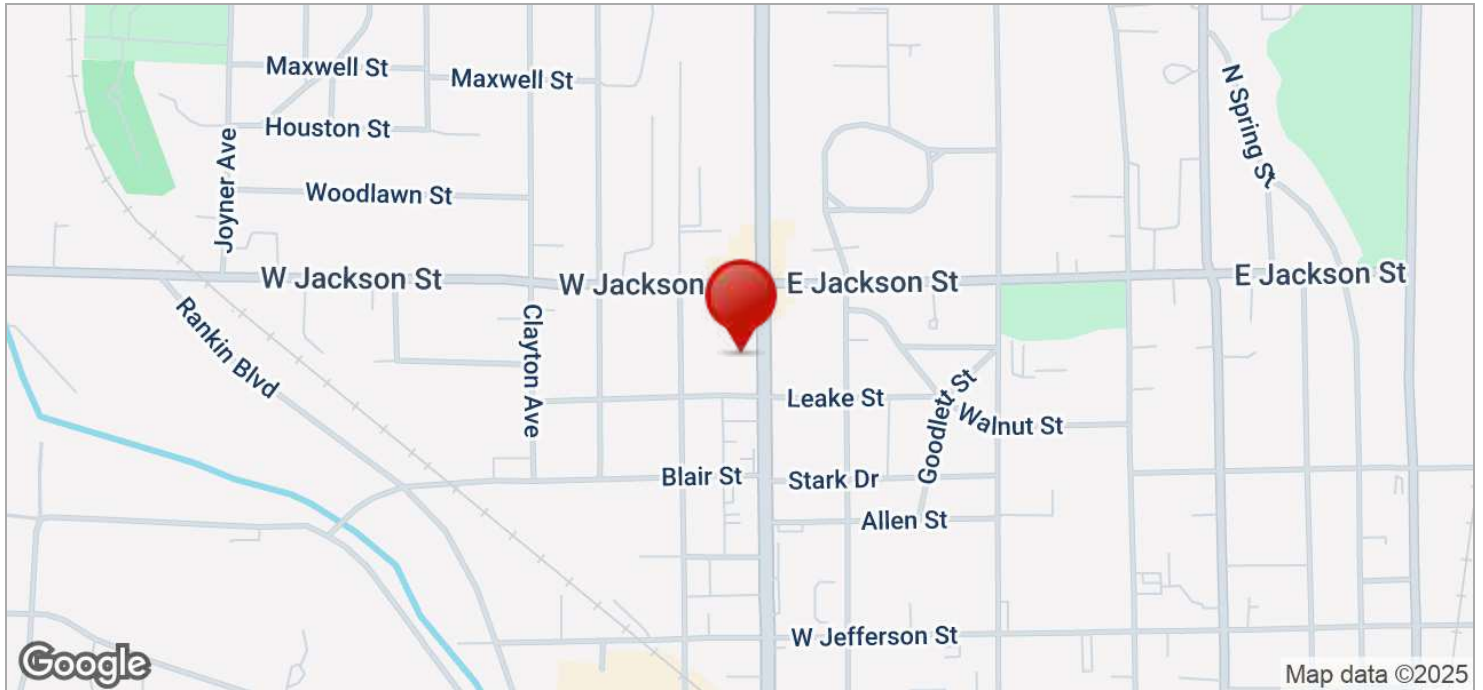 Maxwell St
Maxwell St
N Spring St
Houston St
Joyner Ave
Woodlawn St
W Jackson St
W Jackson
E Jackson St
E Jackson St
Rankin Blvd
Clayton Ave
Leake St
Goodlett St
Walnut St
Blair St
Stark Dr
Allen St
W Jefferson St
Google
Map data ©2025